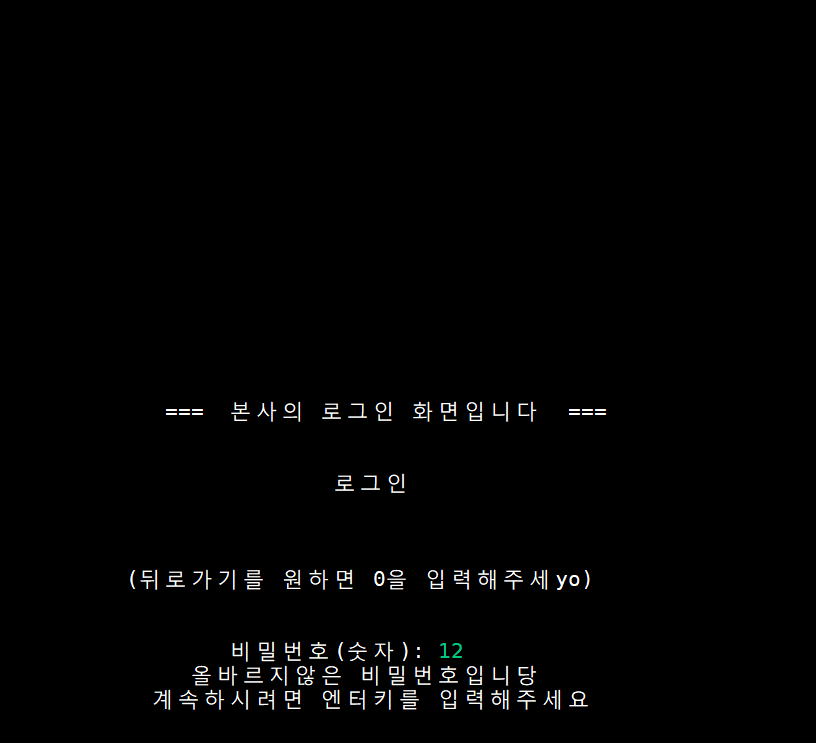 === 본사의 로그인 화면입니다 ===
로그인
(뒤로가기를 원하면 0을 입력해주세yo)
비밀번호(숫자): 12
올바르지않은 비밀번호입니당
계속하시려면 엔터키를 입력해주세요